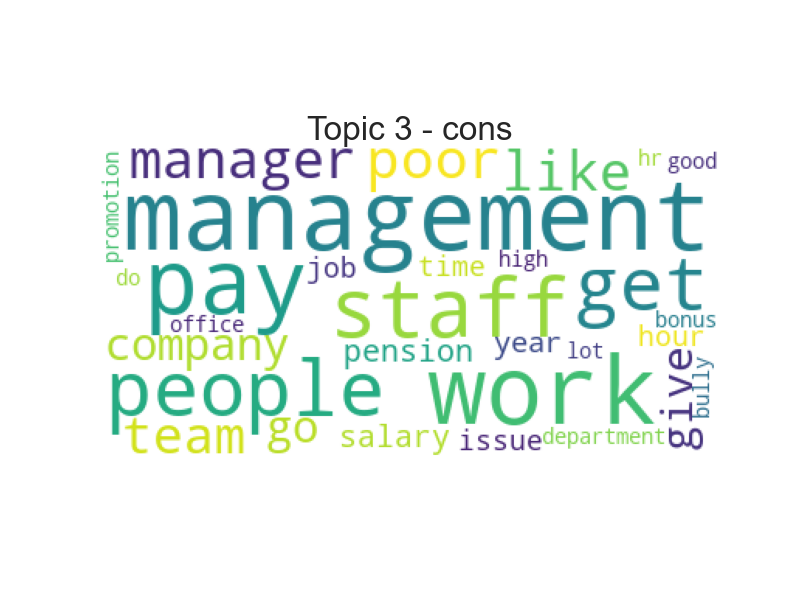 Topic 3 - cons
manager poor like hr good
promotion
management
do pay job time high get
staff
office bonus
company pension year lot hour
people work give bully
team go salary issue department